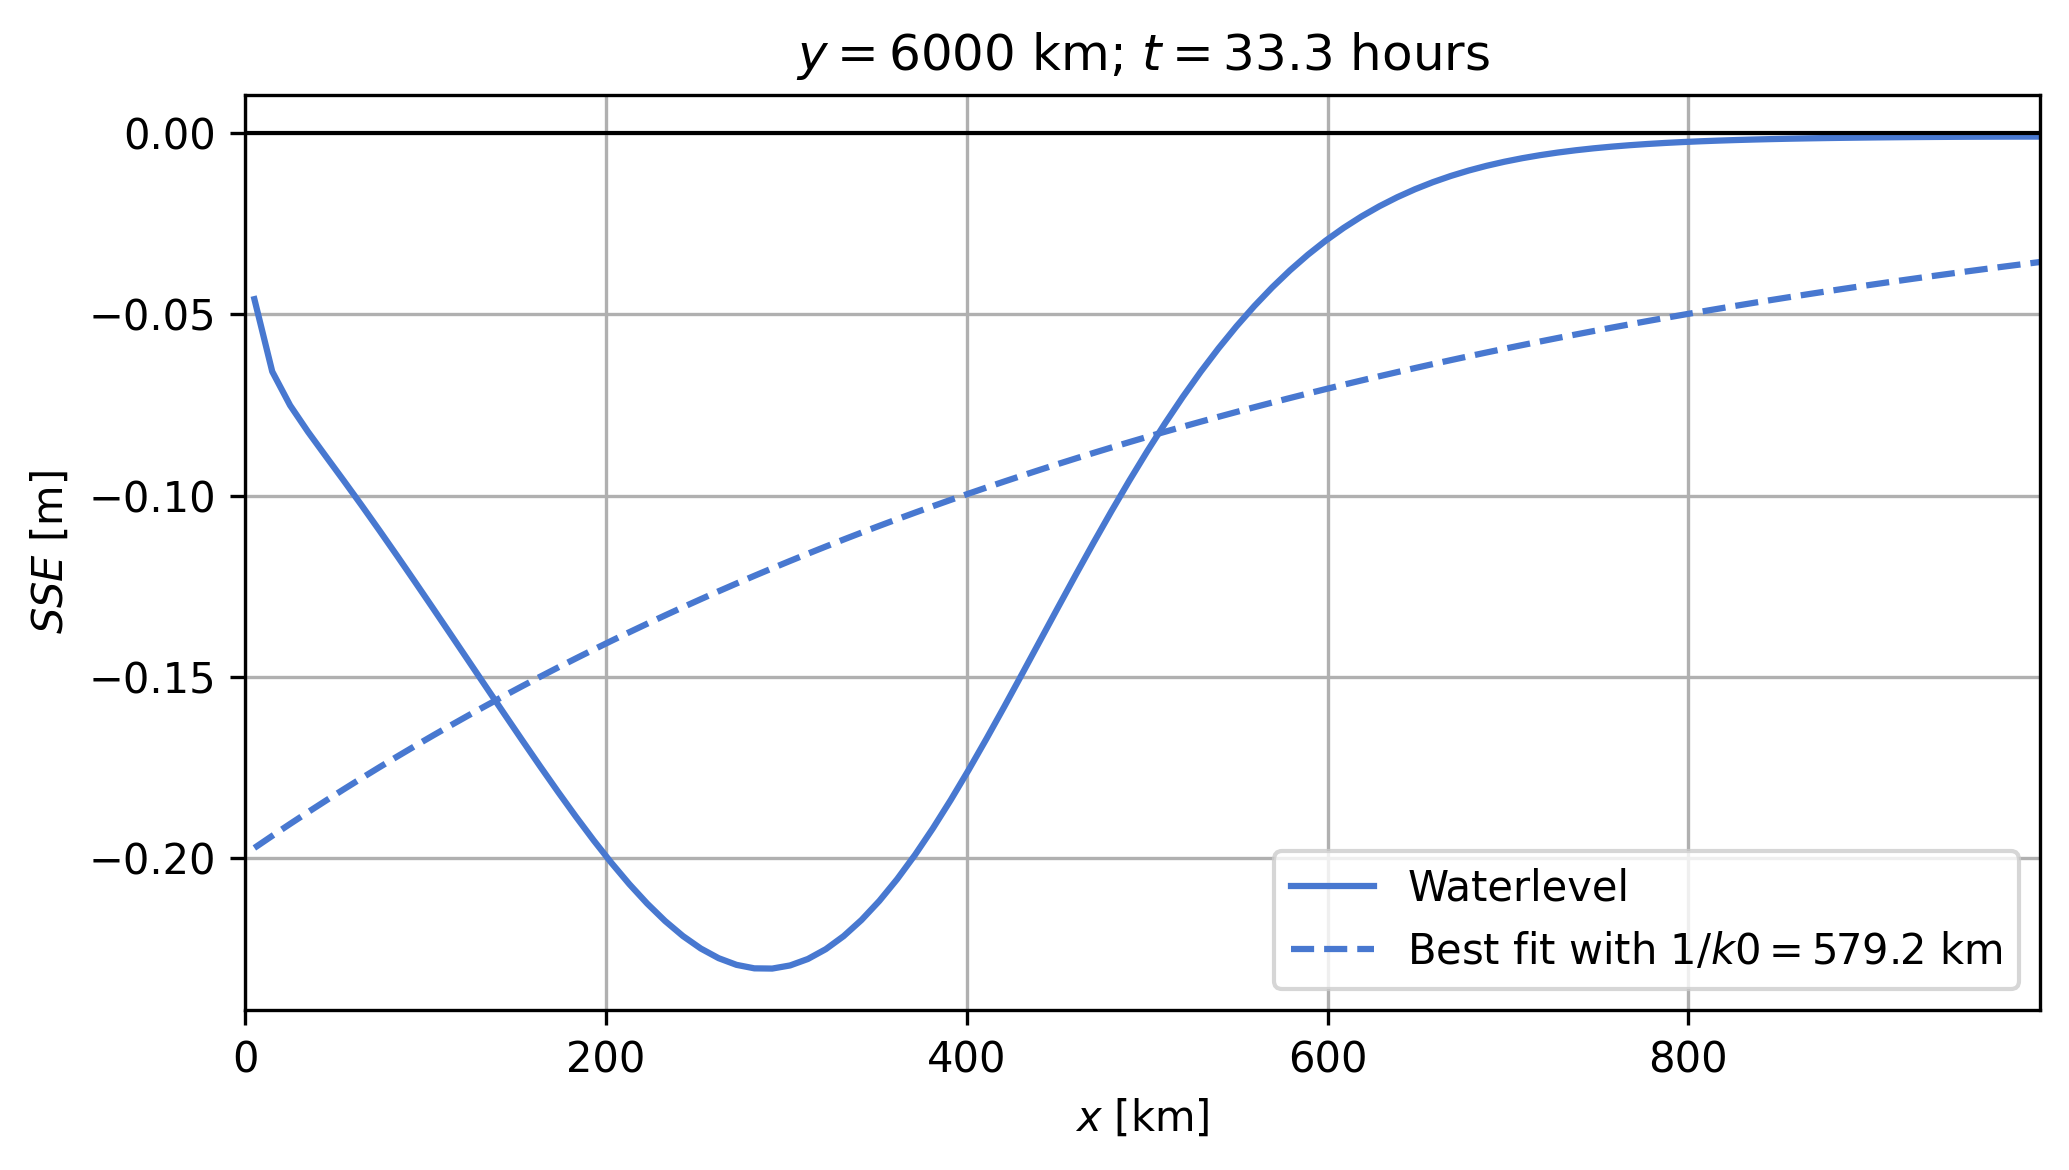 y = 6000 km; t = 33.3 hours
0.00
−0.05
−0.10
−0.15
−0.20
SSE [m]
0 200 400 600 800
x [km]
Waterlevel
Best fit with 1/k0 = 579.2 km